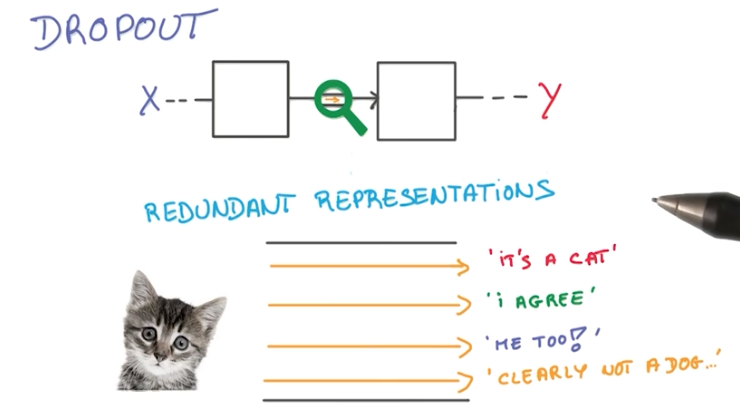 DROPOUT
X
Y
REDUNDANT REPRESENTATIONS
'IT'S A CAT'
'I AGREE'
'ME TOO!'
'CLEARLY NOT A DOG...'